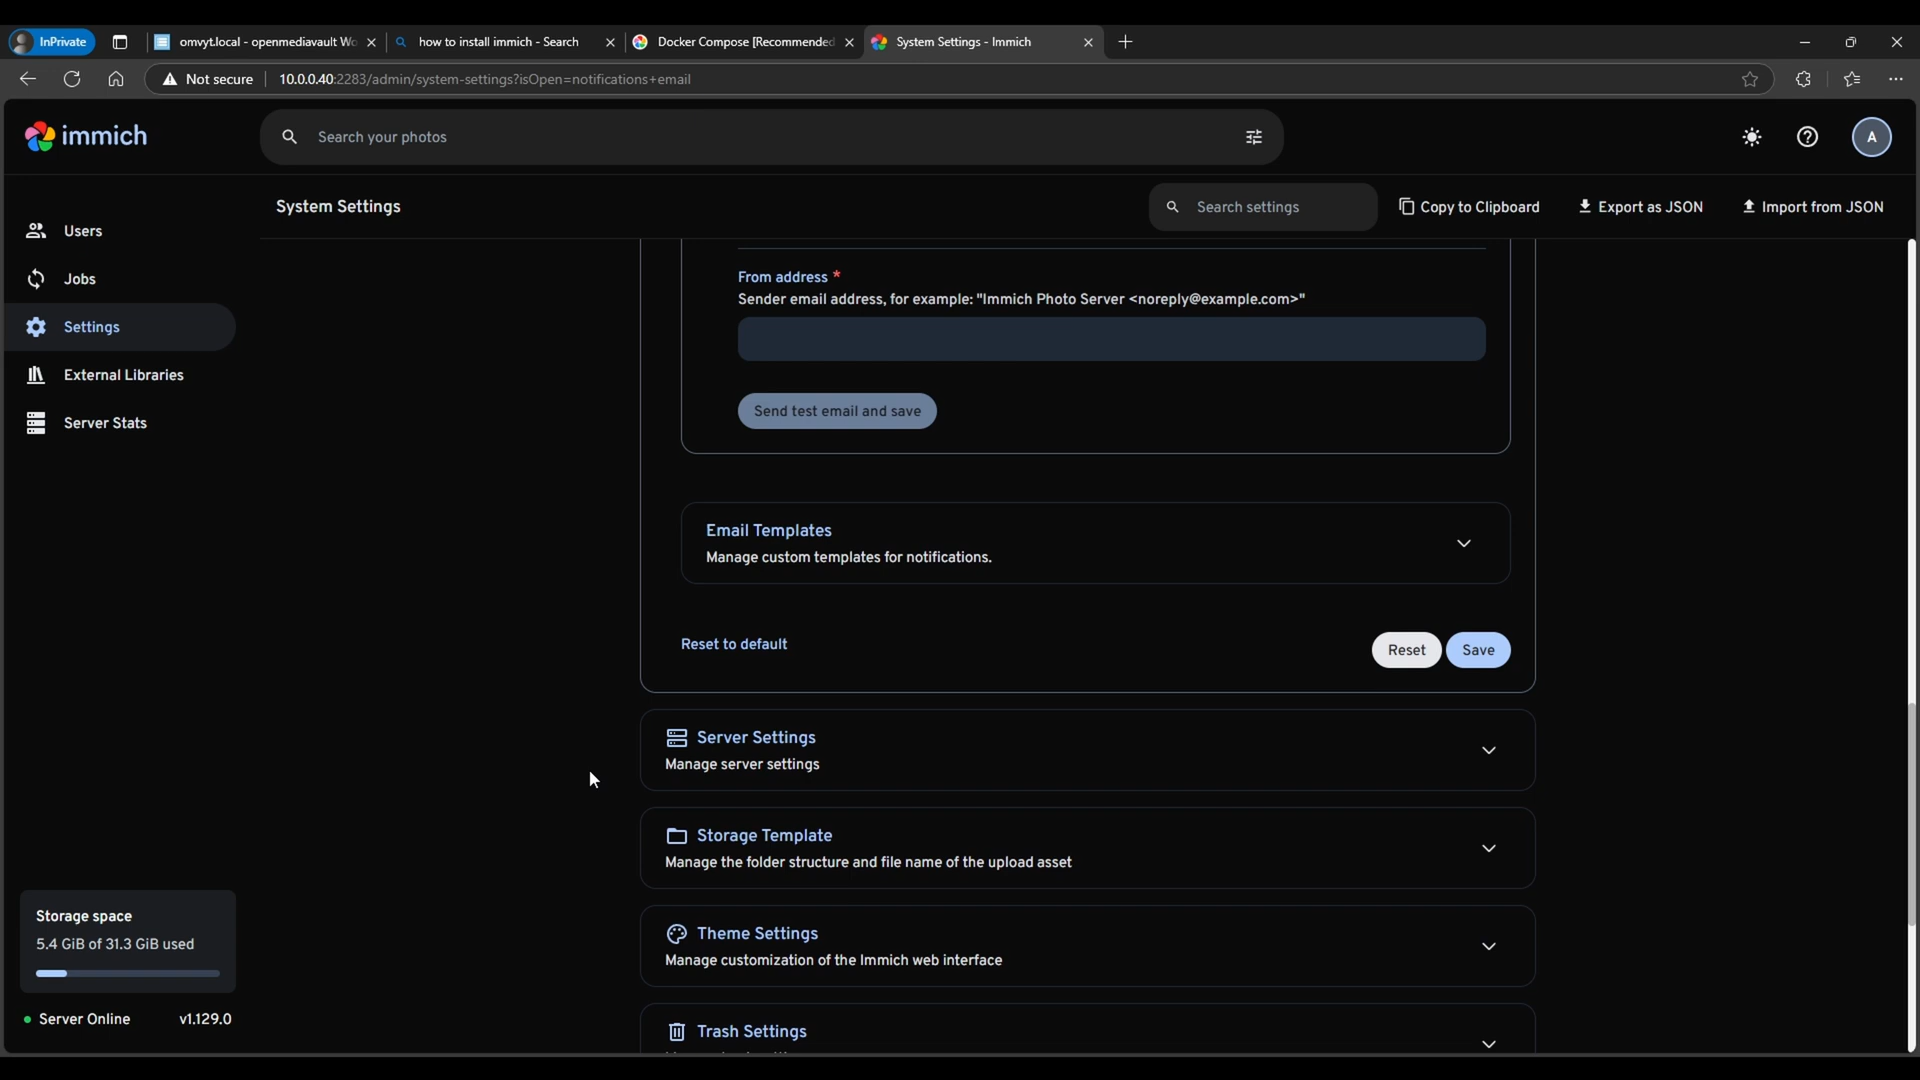 InPrivate
omvyt.local - openmediavault Wo
how to install immich - Search
Docker Compose [Recommended
System Settings - Immich
Not secure
10.0.0.40:2283/admin/system-settings?isOpen=notifications+email
immich
Search your photos
A
System Settings
Search settings
Copy to Clipboard
Export as JSON
Import from JSON
Users
Jobs
Settings
External Libraries
Server Stats
From address *
Sender email address, for example: "Immich Photo Server <noreply@example.com>"
Send test email and save
Email Templates
Manage custom templates for notifications.
Reset to default
Reset
Save
Server Settings
Manage server settings
Storage Template
Manage the folder structure and file name of the upload asset
Theme Settings
Manage customization of the Immich web interface
Trash Settings
Storage space
5.4 GiB of 31.3 GiB used
Server Online
v1.129.0